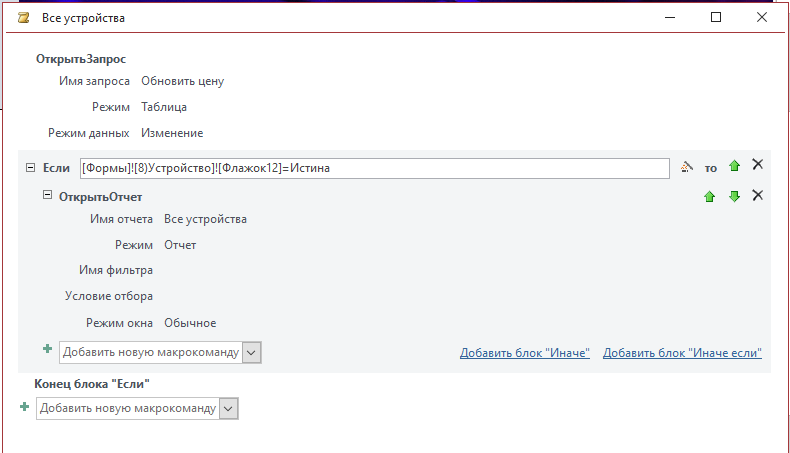 Все устройства
ОткрытьЗапрос
Имя запроса Обновить цену
Режим Таблица
Режим данных Изменение
Если [Формы]![8)Устройство]![Флажок12]=Истина то
ОткрытьОтчет
Имя отчета Все устройства
Режим Отчет
Имя фильтра
Условие отбора
Режим окна Обычное
Добавить новую макрокоманду Добавить блок "Иначе" Добавить блок "Иначе если"
Конец блока "Если"
Добавить новую макрокоманду